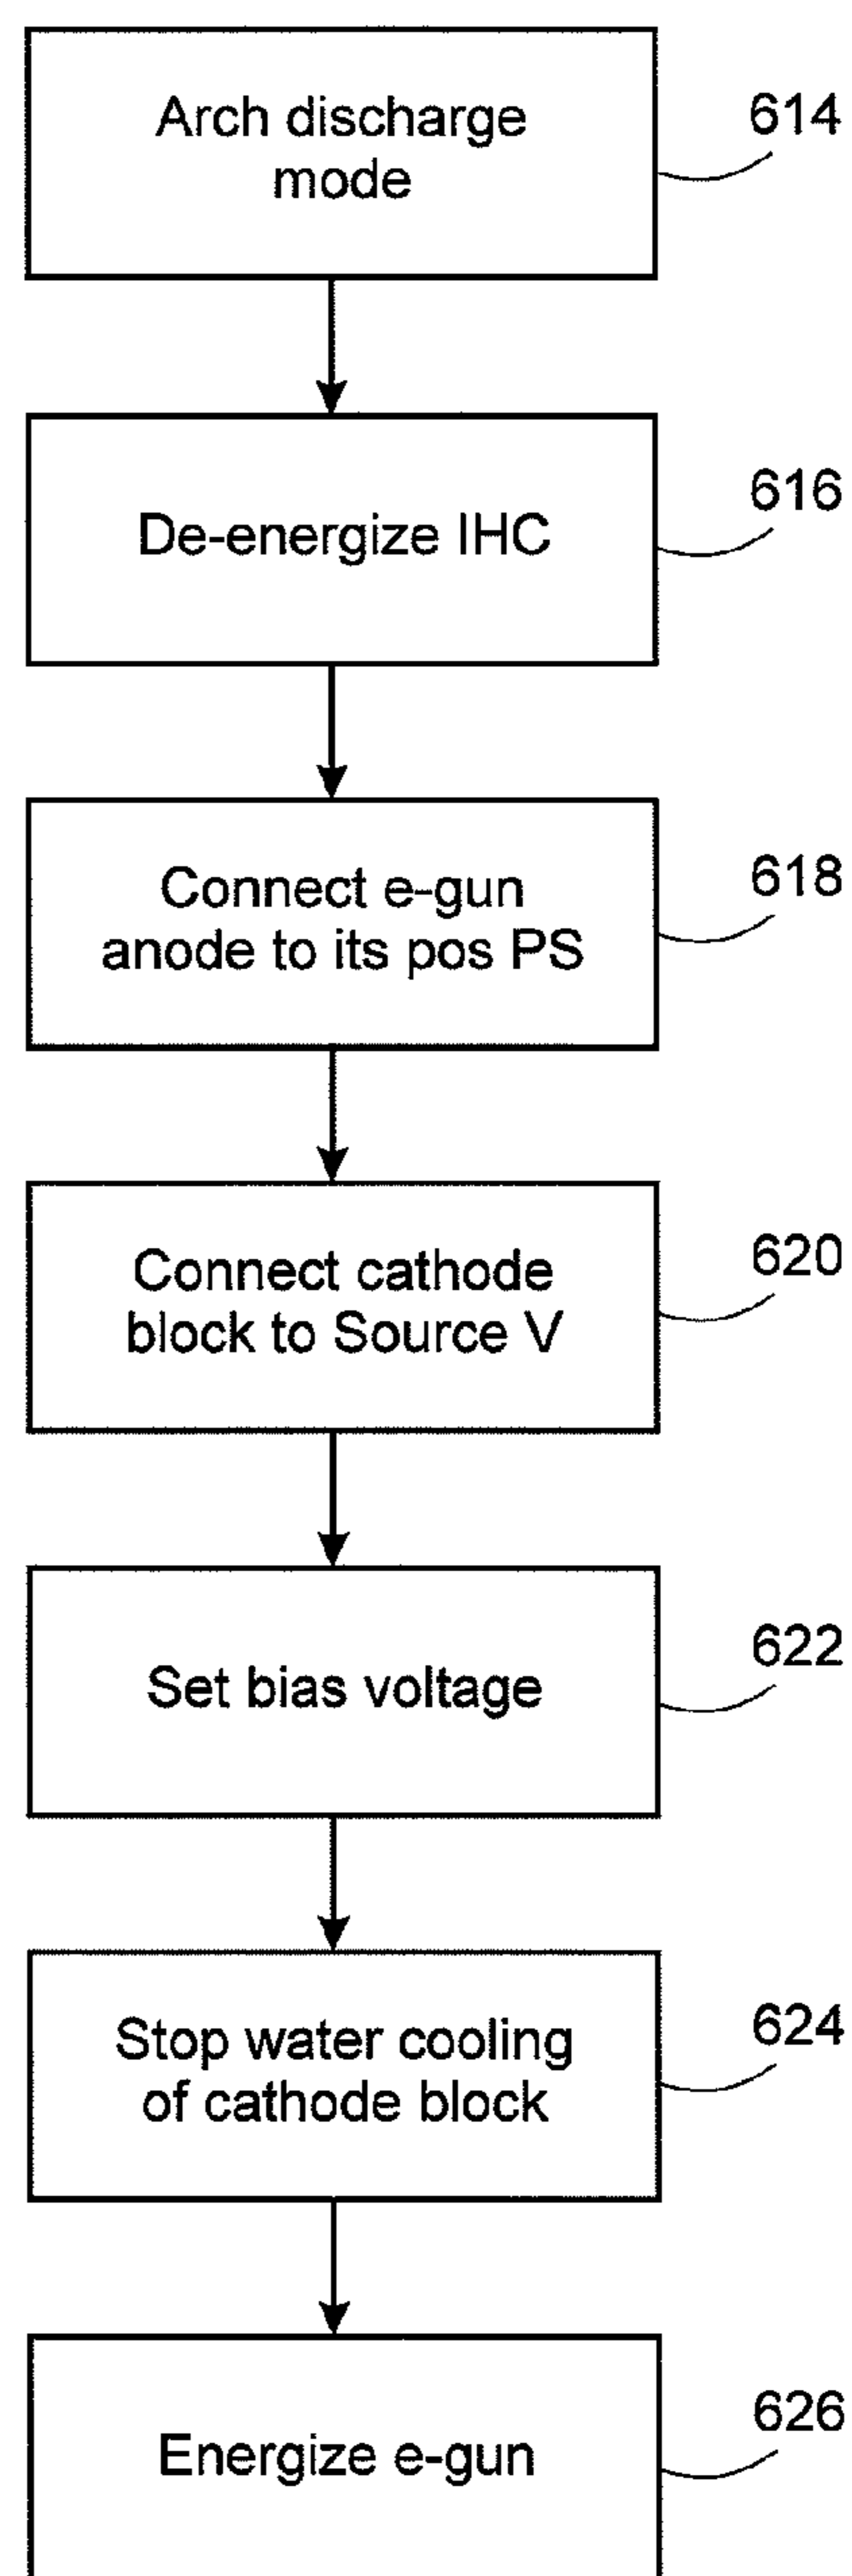 Arch discharge
mode
614
De-energize IHC
616
Connect e-gun
anode to its pos PS
618
Connect cathode
block to Source V
620
Set bias voltage
622
Stop water cooling
of cathode block
624
Energize e-gun
626